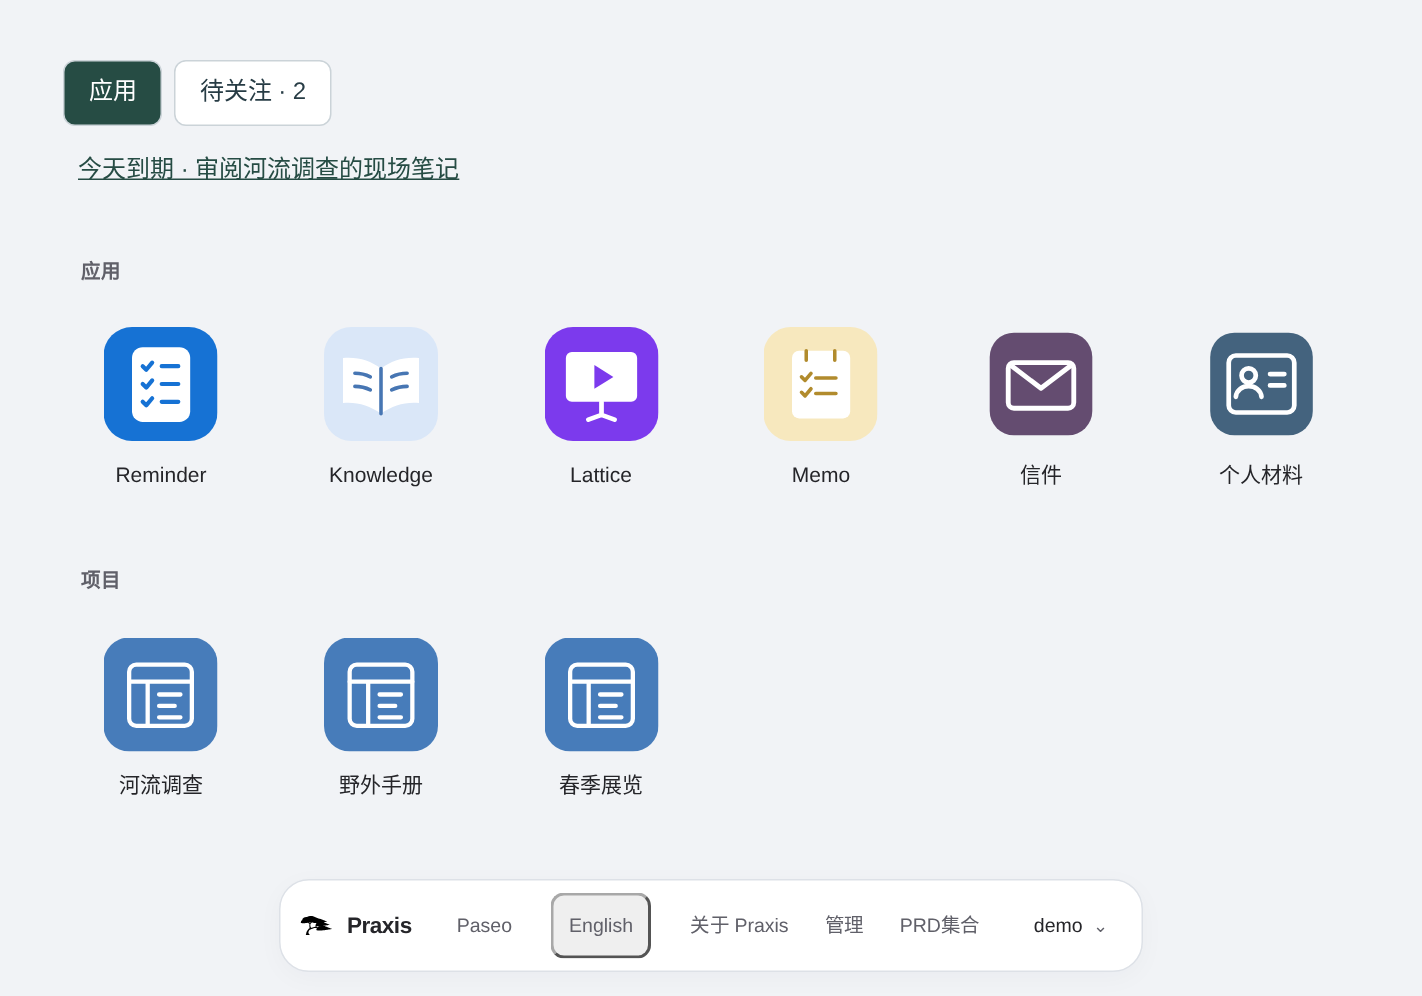 应用
待关注 · 2
今天到期 · 审阅河流调查的现场笔记
应用
Reminder
Knowledge
Lattice
Memo
信件
个人材料
项目
河流调查
野外手册
春季展览
Praxis
Paseo
English
关于 Praxis
管理
PRD集合
demo